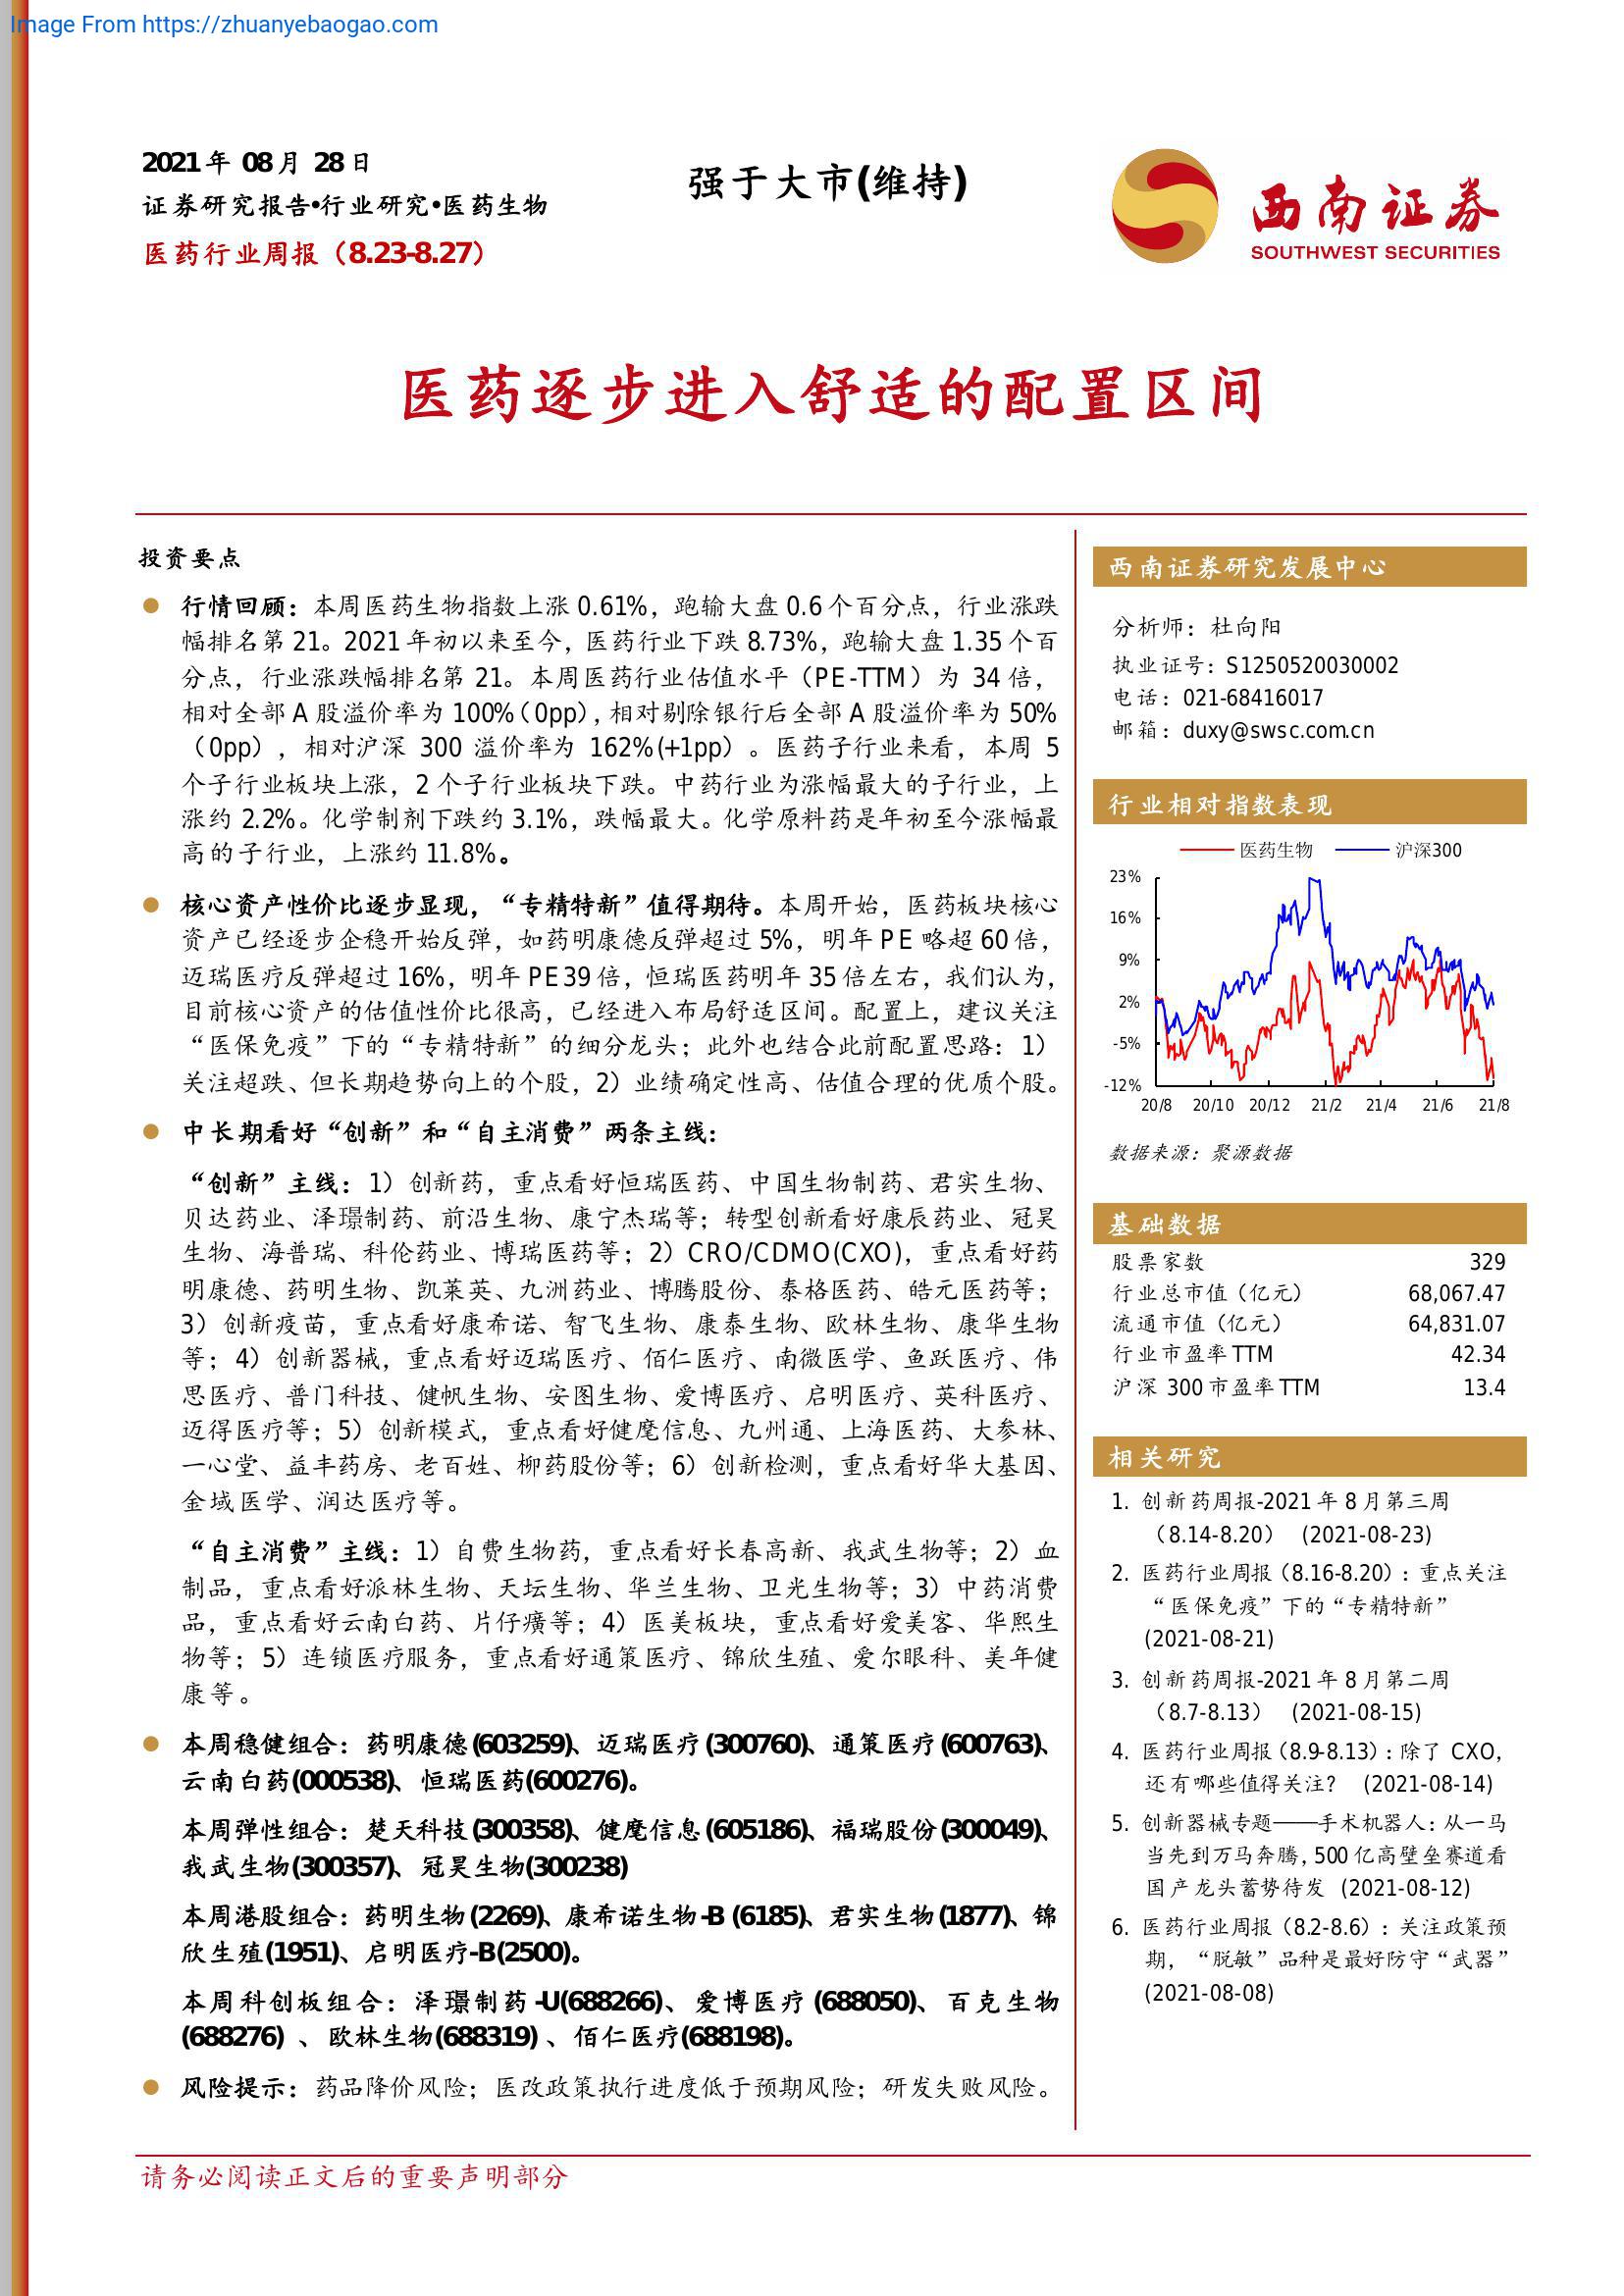 Image From https://zhuanyebaogao.com
2021年 08月 28日
证券研究报告•行业研究•医药生物
医药行业周报（8.23-8.27）
强于大市(维持)
西南证券
SOUTHWEST SECURITIES
医药逐步进入舒适的配置区间
投资要点
行情回顾：本周医药生物指数上涨 0.61%，跑输大盘 0.6个百分点，行业涨跌
幅排名第 21。2021年初以来至今，医药行业下跌 8.73%，跑输大盘 1.35个百
分点，行业涨跌幅排名第 21。本周医药行业估值水平（PE-TTM）为 34倍，
相对全部A股溢价率为 100%（0pp），相对剔除银行后全部A股溢价率为 50%
（0pp），相对沪深 300 溢价率为 162%(+1pp）。医药子行业来看，本周 5
个子行业板块上涨，2个子行业板块下跌。中药行业为涨幅最大的子行业，上
涨约 2.2%。化学制剂下跌约 3.1%，跌幅最大。化学原料药是年初至今涨幅最
高的子行业，上涨约 11.8%。
核心资产性价比逐步显现，“专精特新”值得期待。本周开始，医药板块核心
资产已经逐步企稳开始反弹，如药明康德反弹超过 5%，明年 PE 略超 60倍，
迈瑞医疗反弹超过 16%，明年 PE39倍，恒瑞医药明年 35倍左右，我们认为，
目前核心资产的估值性价比很高，已经进入布局舒适区间。配置上，建议关注
“医保免疫”下的“专精特新”的细分龙头；此外也结合此前配置思路：1）
关注超跌、但长期趋势向上的个股，2）业绩确定性高、估值合理的优质个股。
中长期看好“创新”和“自主消费”两条主线：
“创新”主线：1）创新药，重点看好恒瑞医药、中国生物制药、君实生物、
贝达药业、泽璟制药、前沿生物、康宁杰瑞等；转型创新看好康辰药业、冠昊
生物、海普瑞、科伦药业、博瑞医药等；2）CRO/CDMO(CXO)，重点看好药
明康德、药明生物、凯莱英、九洲药业、博腾股份、泰格医药、皓元医药等；
3）创新疫苗，重点看好康希诺、智飞生物、康泰生物、欧林生物、康华生物
等；4）创新器械，重点看好迈瑞医疗、佰仁医疗、南微医学、鱼跃医疗、伟
思医疗、普门科技、健帆生物、安图生物、爱博医疗、启明医疗、英科医疗、
迈得医疗等；5）创新模式，重点看好健麾信息、九州通、上海医药、大参林、
一心堂、益丰药房、老百姓、柳药股份等；6）创新检测，重点看好华大基因、
金域医学、润达医疗等。
“自主消费”主线：1）自费生物药，重点看好长春高新、我武生物等；2）血
制品，重点看好派林生物、天坛生物、华兰生物、卫光生物等；3）中药消费
品，重点看好云南白药、片仔癀等；4）医美板块，重点看好爱美客、华熙生
物等；5）连锁医疗服务，重点看好通策医疗、锦欣生殖、爱尔眼科、美年健
康等。
本周稳健组合：药明康德(603259)、迈瑞医疗(300760)、通策医疗(600763)、
云南白药(000538)、恒瑞医药(600276)。
本周弹性组合：楚天科技(300358)、健麾信息(605186)、福瑞股份(300049)、
我武生物(300357)、冠昊生物(300238)
本周港股组合：药明生物(2269)、康希诺生物-B (6185)、君实生物(1877)、锦
欣生殖(1951)、启明医疗-B(2500)。
本周科创板组合：泽璟制药-U(688266)、爱博医疗(688050)、百克生物
(688276) 、欧林生物(688319) 、佰仁医疗(688198)。
风险提示：药品降价风险；医改政策执行进度低于预期风险；研发失败风险。
西南证券研究发展中心
分析师：杜向阳
执业证号：S1250520030002
电话：021-68416017
邮箱：duxy@swsc.com.cn
行业相对指数表现
医药生物 沪深300
23%
16%
9%
2%
-5%
-12%
20/8 20/10 20/12 21/2 21/4 21/6 21/8
数据来源：聚源数据
基础数据
股票家数 329
行业总市值（亿元） 68,067.47
流通市值（亿元） 64,831.07
行业市盈率TTM 42.34
沪深 300市盈率TTM 13.4
相关研究
1. 创新药周报-2021 年 8 月第三周
（8.14-8.20） (2021-08-23)
2. 医药行业周报（8.16-8.20）：重点关注
“医保免疫”下的“专精特新”
(2021-08-21)
3. 创新药周报-2021 年 8 月第二周
（8.7-8.13） (2021-08-15)
4. 医药行业周报（8.9-8.13）：除了 CXO，
还有哪些值得关注？ (2021-08-14)
5. 创新器械专题——手术机器人：从一马
当先到万马奔腾，500亿高壁垒赛道看
国产龙头蓄势待发 (2021-08-12)
6. 医药行业周报（8.2-8.6）：关注政策预
期，“脱敏”品种是最好防守“武器”
(2021-08-08)
请务必阅读正文后的重要声明部分